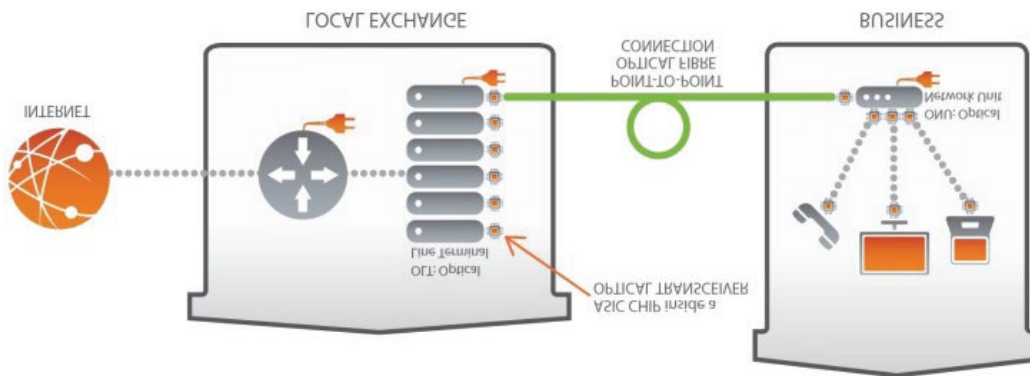 LOCAL EXCHANGE
BUSINESS
POINT-TO-POINT
OPTICAL FIBRE
CONNECTION
INTERNET
ONU: Optical
Network Unit
OLT: Optical
Line Terminal
ASIC CHIP inside a
OPTICAL TRANSCEIVER